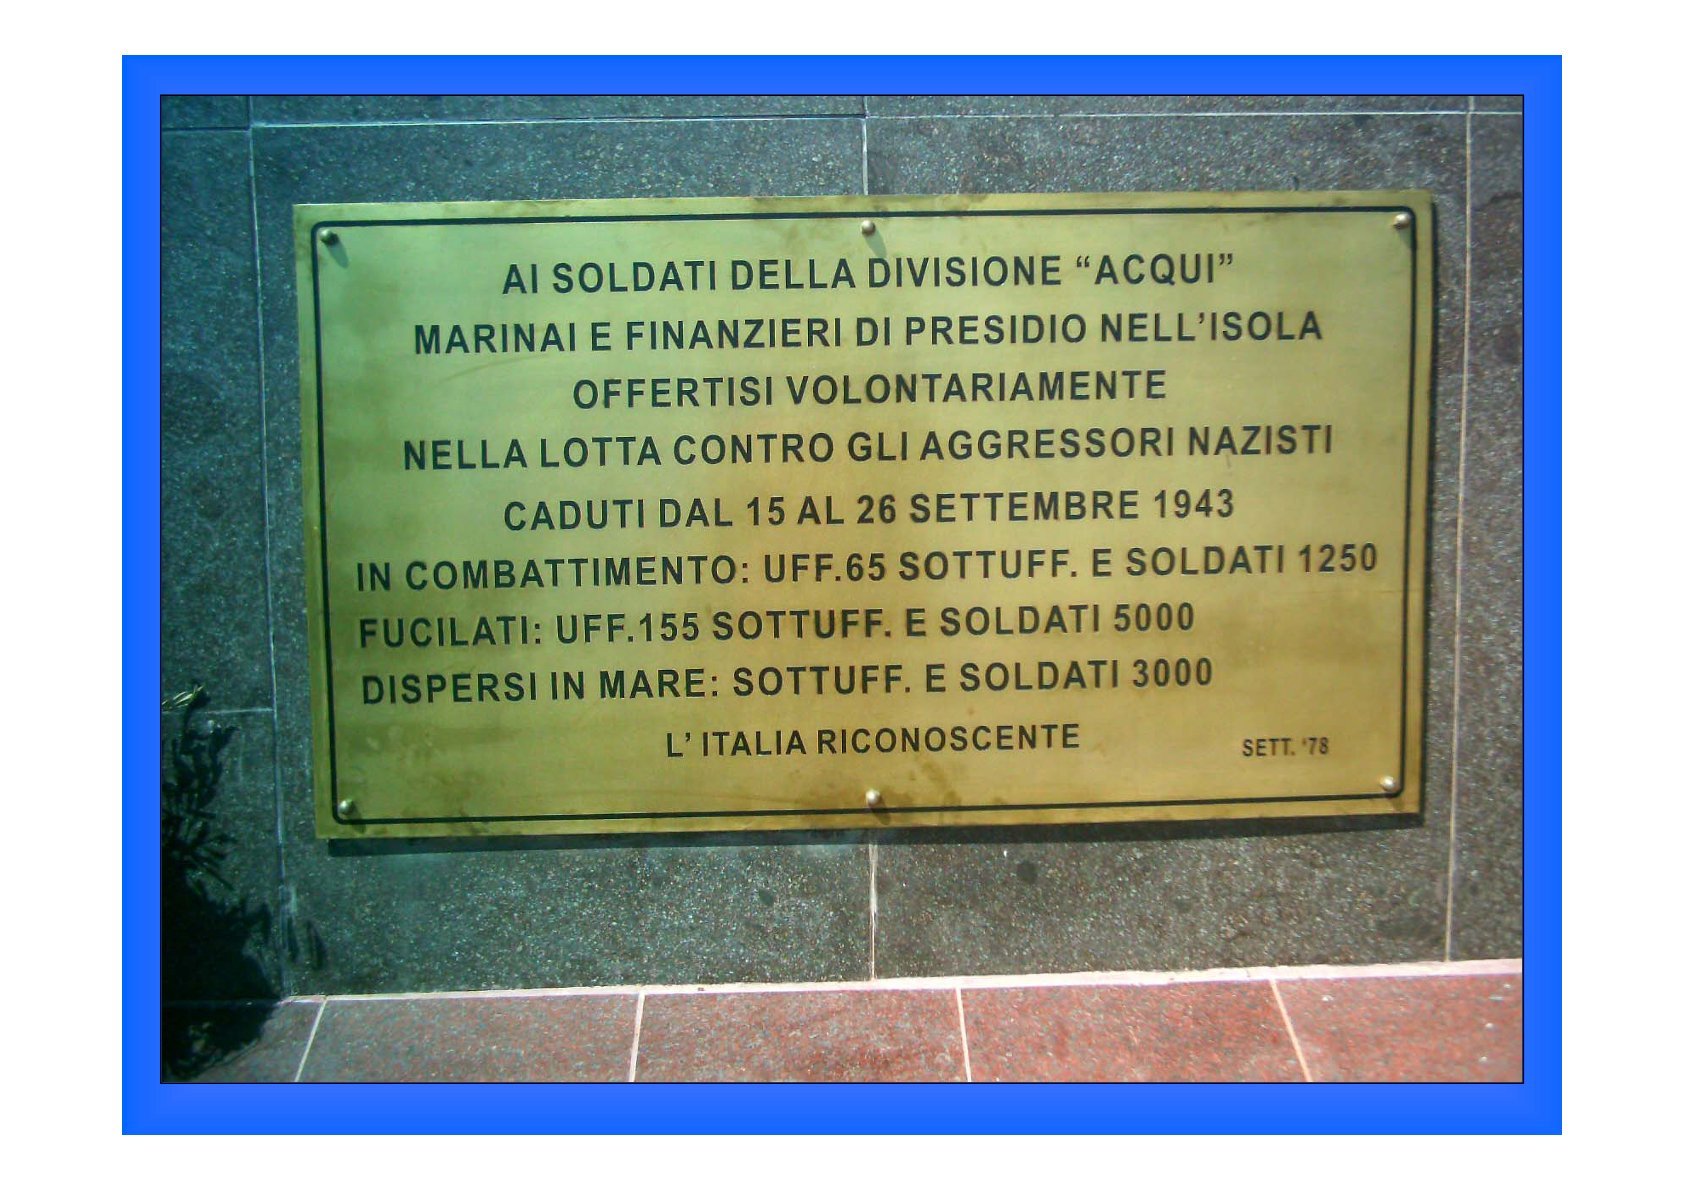 AI SOLDATI DELLA DIVISIONE “ACQUI”
MARINAI E FINANZIERI DI PRESIDIO NELL’ISOLA
OFFERTISI VOLONTARIAMENTE
NELLA LOTTA CONTRO GLI AGGRESSORI NAZISTI
CADUTI DAL 15 AL 26 SETTEMBRE 1943
IN COMBATTIMENTO: UFF.65 SOTTUFF. E SOLDATI 1250
FUCILATI: UFF.155 SOTTUFF. E SOLDATI 5000
DISPERSI IN MARE: SOTTUFF. E SOLDATI 3000
L’ ITALIA RICONOSCENTE
SETT. ‘78